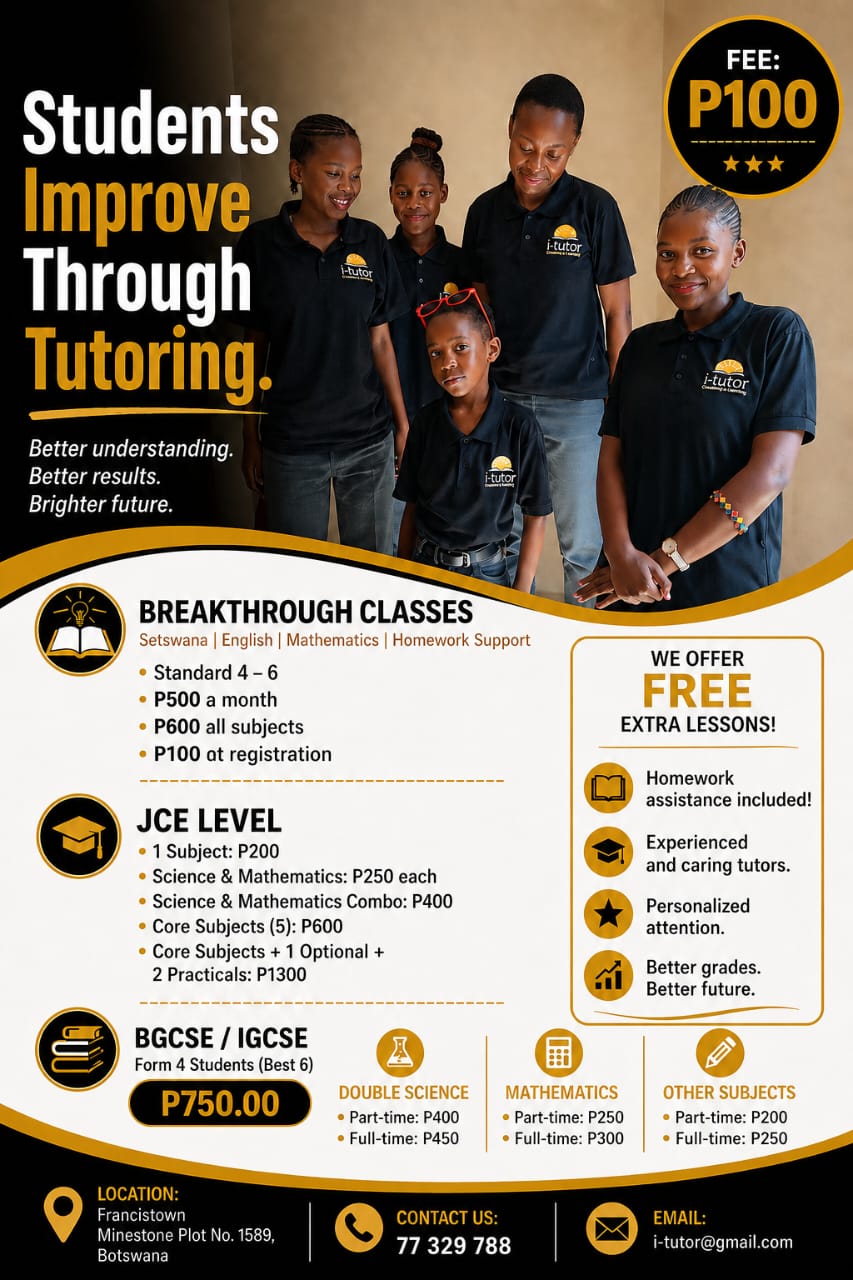 FEE:
P100
Students
Improve
Through
Tutoring.
Better understanding.
Better results.
Brighter future.
i-tutor
i-tutor
i-tutor
i-tutor
BREAKTHROUGH CLASSES
Setswana | English | Mathematics | Homework Support
• Standard 4 – 6
• P500 a month
• P600 all subjects
• P100 at registration
WE OFFER
FREE
EXTRA LESSONS!
Homework
assistance included!
Experienced
and caring tutors.
Personalized
attention.
Better grades.
Better future.
JCE LEVEL
• 1 Subject: P200
• Science & Mathematics: P250 each
• Science & Mathematics Combo: P400
• Core Subjects (5): P600
• Core Subjects + 1 Optional +
2 Practicals: P1300
BGCSE / IGCSE
Form 4 Students (Best 6)
P750.00
DOUBLE SCIENCE
• Part-time: P400
• Full-time: P450
MATHEMATICS
• Part-time: P250
• Full-time: P300
OTHER SUBJECTS
• Part-time: P200
• Full-time: P250
LOCATION:
Francistown
Minestone Plot No. 1589,
Botswana
CONTACT US:
77 329 788
EMAIL:
i-tutor@gmail.com